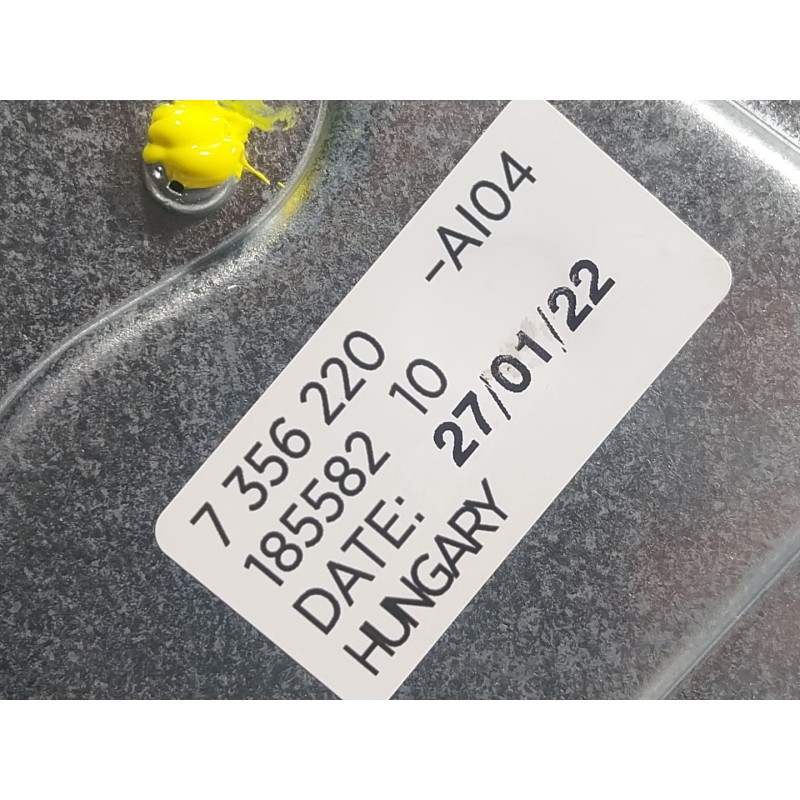 7 356 220 -AI04
185582 10
DATE: 27/01/22
HUNGARY